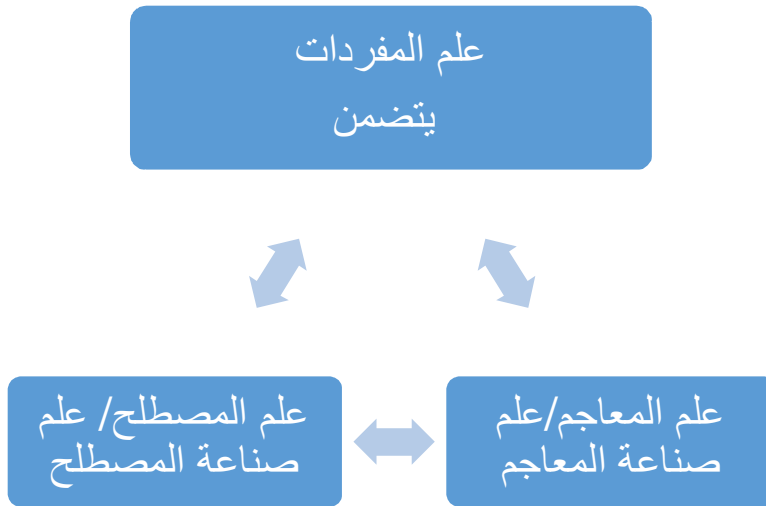 علم المفردات
يتضمن
علم المعاجم/علم
صناعة المعاجم
علم المصطلح/ علم
صناعة المصطلح